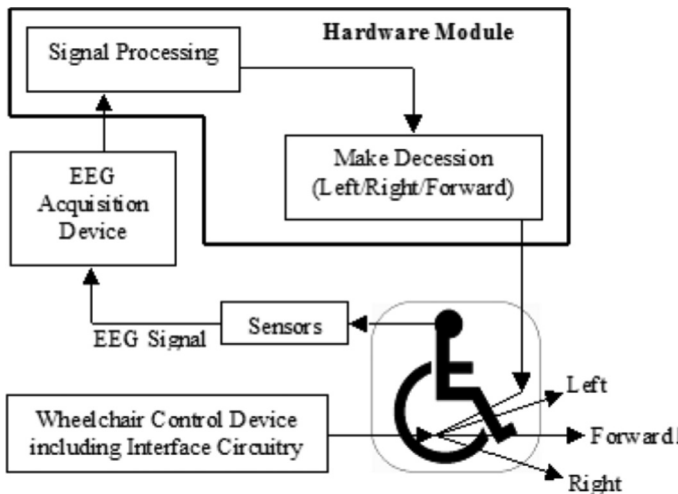 Hardware Module
Signal Processing
Make Decession
(Left/Right/Forward)
EEG
Acquisition
Device
EEG Signal
Sensors
Left
Wheelchair Control Device
including Interface Circuitry
Forward
Right